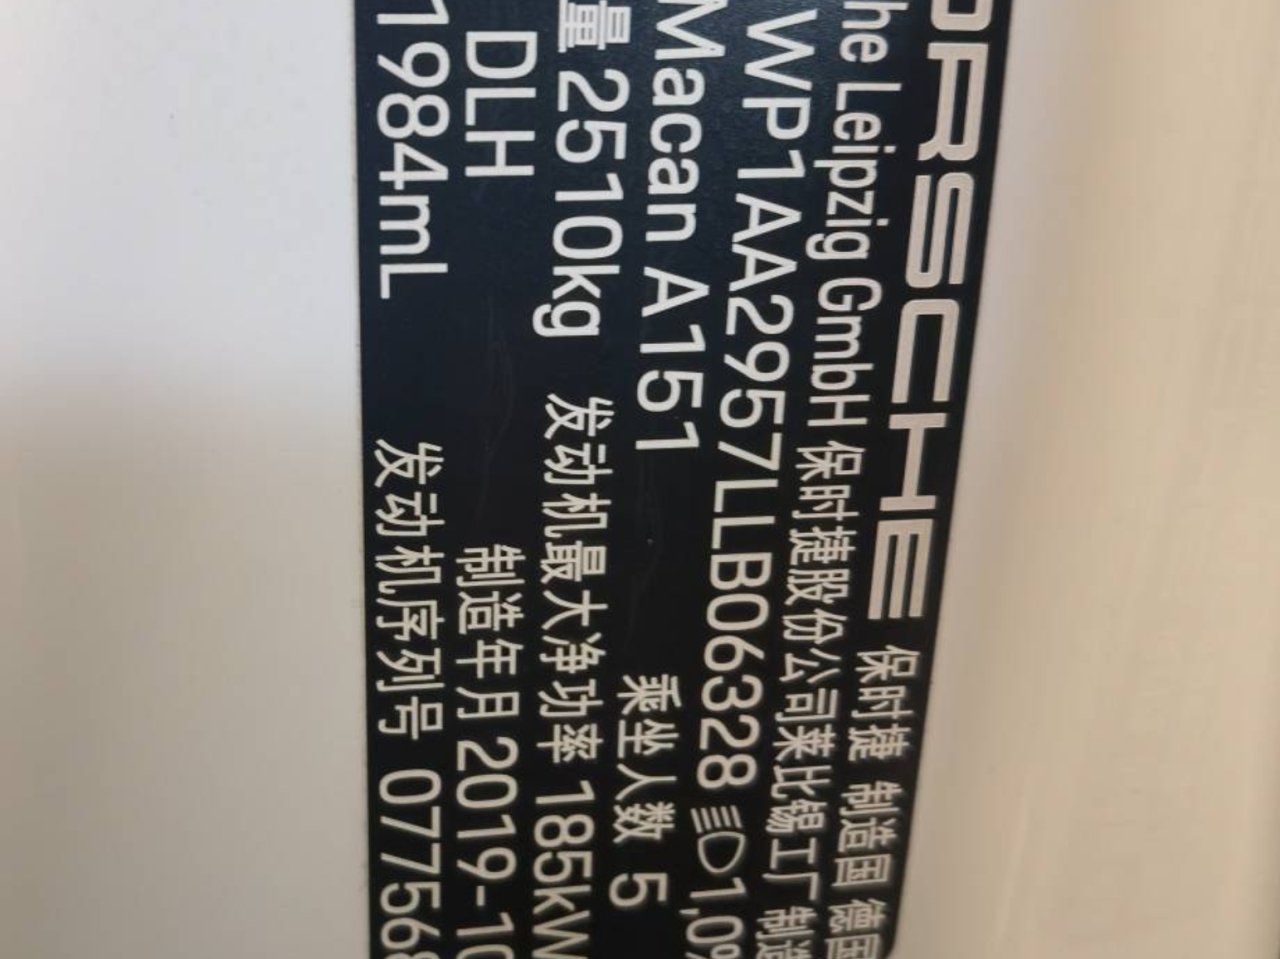 PORSCHE 保时捷 制造国 德国
he Leipzig GmbH 保时捷股份公司莱比锡工厂 制造
WP1AA2957LLB06328 1,0%
Macan A151 乘坐人数 5
量 2510kg 发动机最大净功率 185kW
DLH 制造年月 2019-10
1984mL 发动机序列号 077568